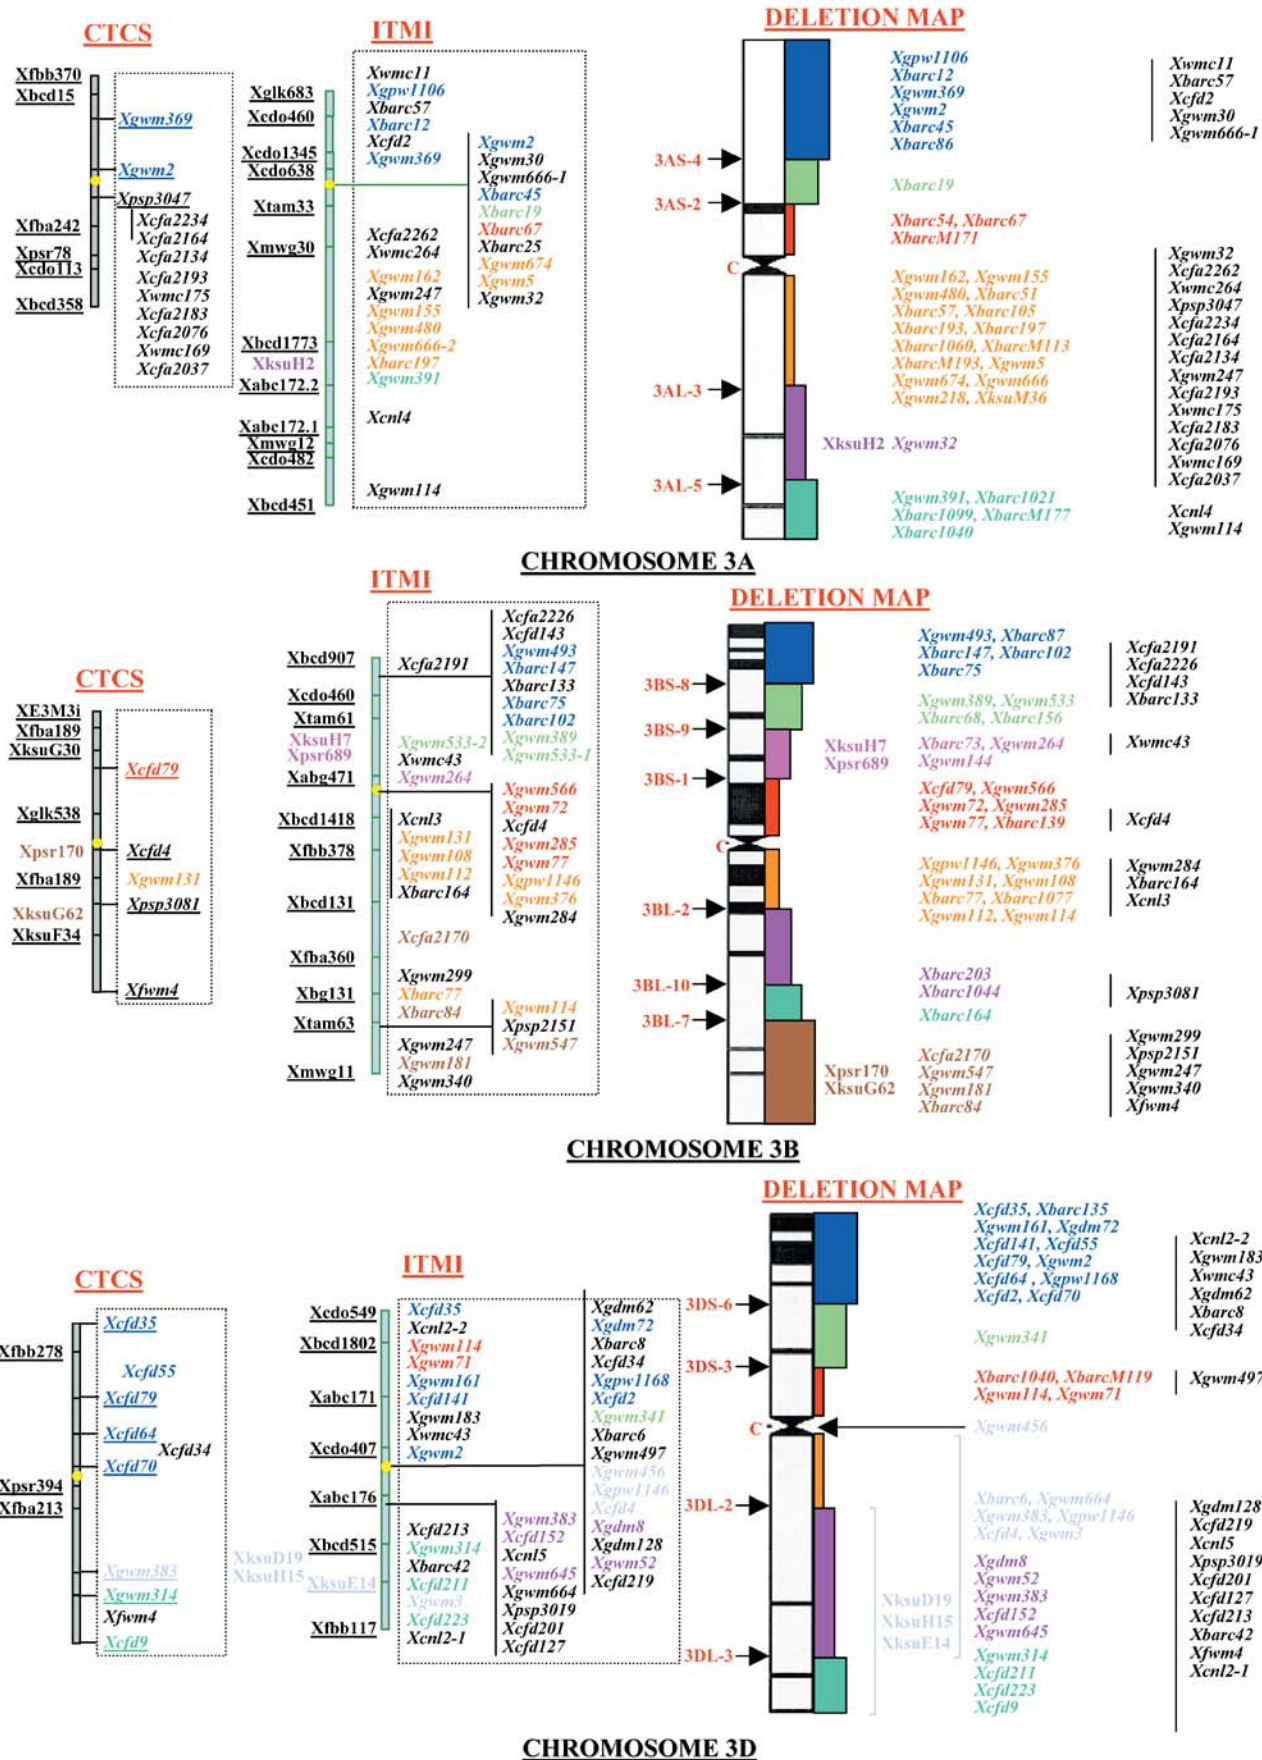 CTCS
Xfbb370
Xbcd15
Xgwm369
Xgwm2
Xpsp3047
Xcfa2234
Xfba242
Xcfa2164
Xpsr78
Xcfa2134
Xcdo113
Xcfa2193
Xbcd358
Xwmc175
Xcfa2183
Xcfa2076
Xwmc169
Xcfa2037
ITMI
Xglk683
Xcdo460
Xcdo1345
Xcdo638
Xtam33
Xmwg30
Xbcd1773
XksuH2
Xabc172.2
Xabc172.1
Xmwg12
Xcdo482
Xbcd451
Xwmc11
Xgpw1106
Xbarc57
Xbarc12
Xcfd2
Xgwm369
Xcfa2262
Xwmc264
Xgwm162
Xgwm247
Xgwm155
Xgwm480
Xgwm666-2
Xbarc197
Xgwm391
Xcnl4
Xgwm114
Xgwm2
Xgwm30
Xgwm666-1
Xbarc45
Xbarc19
Xbarc67
Xbarc25
Xgwm674
Xgwm5
Xgwm32
DELETION MAP
3AS-4
3AS-2
C
3AL-3
3AL-5
XksuH2
Xgpw1106
Xbarc12
Xgwm369
Xgwm2
Xbarc45
Xbarc86
Xbarc19
Xbarc54, Xbarc67
XbarcM171
Xgwm162, Xgwm155
Xgwm480, Xbarc51
Xbarc57, Xbarc105
Xbarc193, Xbarc197
Xbarc1060, XbarcM113
XbarcM193, Xgwm5
Xgwm674, Xgwm666
Xgwm218, XksuM36
Xgwm32
Xgwm391, Xbarc1021
Xbarc1099, XbarcM177
Xbarc1040
Xwmc11
Xbarc57
Xcfd2
Xgwm30
Xgwm666-1
Xgwm32
Xcfa2262
Xwmc264
Xpsp3047
Xcfa2234
Xcfa2164
Xcfa2134
Xgwm247
Xcfa2193
Xwmc175
Xcfa2183
Xcfa2076
Xwmc169
Xcfa2037
Xcnl4
Xgwm114
CHROMOSOME 3A
CTCS
XE3M3i
Xfba189
XksuG30
Xglk538
Xpsr170
Xfba189
XksuG62
XksuF34
Xcfd79
Xcfd4
Xgwm131
Xpsp3081
Xfwm4
ITMI
Xbcd907
Xcdo460
Xtam61
XksuH7
Xpsr689
Xabg471
Xbcd1418
Xfbb378
Xbcd131
Xfba360
Xbg131
Xtam63
Xmwg11
Xcfa2191
Xgwm533-2
Xwmc43
Xgwm264
Xcnl3
Xgwm131
Xgwm108
Xgwm112
Xbarc164
Xcfa2170
Xgwm299
Xbarc77
Xbarc84
Xgwm247
Xgwm181
Xgwm340
Xcfa2226
Xcfd143
Xgwm493
Xbarc147
Xbarc133
Xbarc75
Xbarc102
Xgwm389
Xgwm533-1
Xgwm566
Xgwm72
Xcfd4
Xgwm285
Xgwm77
Xgpw1146
Xgwm376
Xgwm284
Xgwm114
Xpsp2151
Xgwm547
DELETION MAP
3BS-8
3BS-9
3BS-1
C
3BL-2
3BL-10
3BL-7
XksuH7
Xpsr689
Xpsr170
XksuG62
Xgwm493, Xbarc87
Xbarc147, Xbarc102
Xbarc75
Xgwm389, Xgwm533
Xbarc68, Xbarc156
Xbarc73, Xgwm264
Xgwm144
Xcfd79, Xgwm566
Xgwm72, Xgwm285
Xgwm77, Xbarc139
Xgpw1146, Xgwm376
Xgwm131, Xgwm108
Xbarc77, Xbarc1077
Xgwm112, Xgwm114
Xbarc203
Xbarc1044
Xbarc164
Xcfa2170
Xgwm547
Xgwm181
Xbarc84
Xcfa2191
Xcfa2226
Xcfd143
Xbarc133
Xwmc43
Xcfd4
Xgwm284
Xbarc164
Xcnl3
Xpsp3081
Xgwm299
Xpsp2151
Xgwm247
Xgwm340
Xfwm4
CHROMOSOME 3B
CTCS
Xfbb278
Xpsr394
Xfba213
Xcfd35
Xcfd55
Xcfd79
Xcfd64
Xcfd34
Xcfd70
Xgwm383
Xgwm314
Xfwm4
Xcfd9
ITMI
Xcdo549
Xbcd1802
Xabc171
Xcdo407
Xabc176
Xbcd515
XksuD19
XksuH15
XksuE14
Xfbb117
Xcfd35
Xcnl2-2
Xgwm114
Xgwm71
Xgwm161
Xcfd141
Xgwm183
Xwmc43
Xgwm2
Xcfd213
Xgwm314
Xbarc42
Xcfd211
Xgwm3
Xcfd223
Xcnl2-1
Xgwm383
Xcfd152
Xcnl5
Xgwm645
Xgwm664
Xpsp3019
Xcfd201
Xcfd127
Xgdm62
Xgdm72
Xbarc8
Xcfd34
Xgpw1168
Xcfd2
Xgwm341
Xbarc6
Xgwm497
Xgwm456
Xgpw1146
Xcfd4
Xgdm8
Xgdm128
Xgwm52
Xcfd219
DELETION MAP
3DS-6
3DS-3
C
3DL-2
3DL-3
XksuD19
XksuH15
XksuE14
Xcfd35, Xbarc135
Xgwm161, Xgdm72
Xcfd141, Xcfd55
Xcfd79, Xgwm2
Xcfd64 , Xgpw1168
Xcfd2, Xcfd70
Xgwm341
Xbarc1040, XbarcM119
Xgwm114, Xgwm71
Xgwm456
Xbarc6, Xgwm664
Xgwm383, Xgpw1146
Xcfd4, Xgwm3
Xgdm8
Xgwm52
Xgwm383
Xcfd152
Xgwm645
Xgwm314
Xcfd211
Xcfd223
Xcfd9
Xcnl2-2
Xgwm183
Xwmc43
Xgdm62
Xbarc8
Xcfd34
Xgwm497
Xgdm128
Xcfd219
Xcnl5
Xpsp3019
Xcfd201
Xcfd127
Xcfd213
Xbarc42
Xfwm4
Xcnl2-1
CHROMOSOME 3D